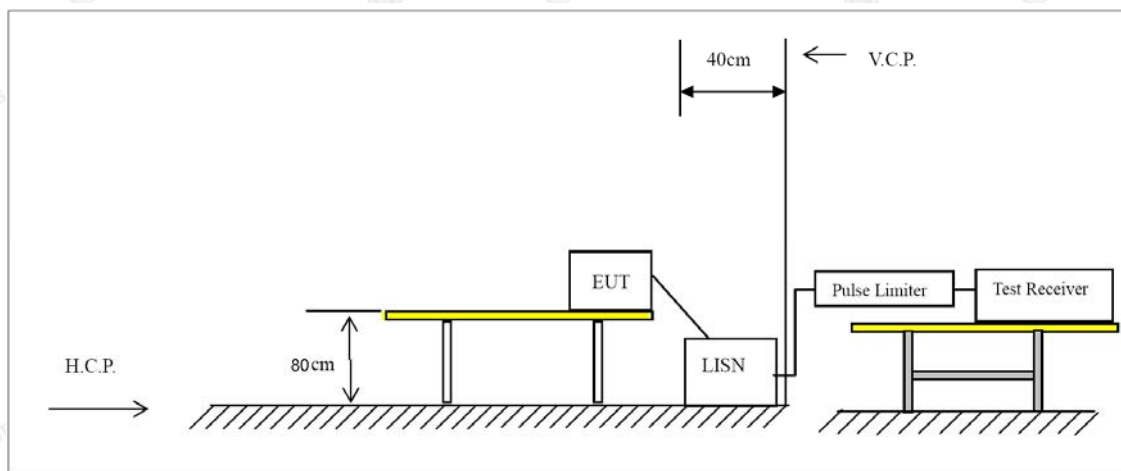 40cm
V.C.P.
EUT
Pulse Limiter
Test Receiver
80cm
H.C.P.
LISN